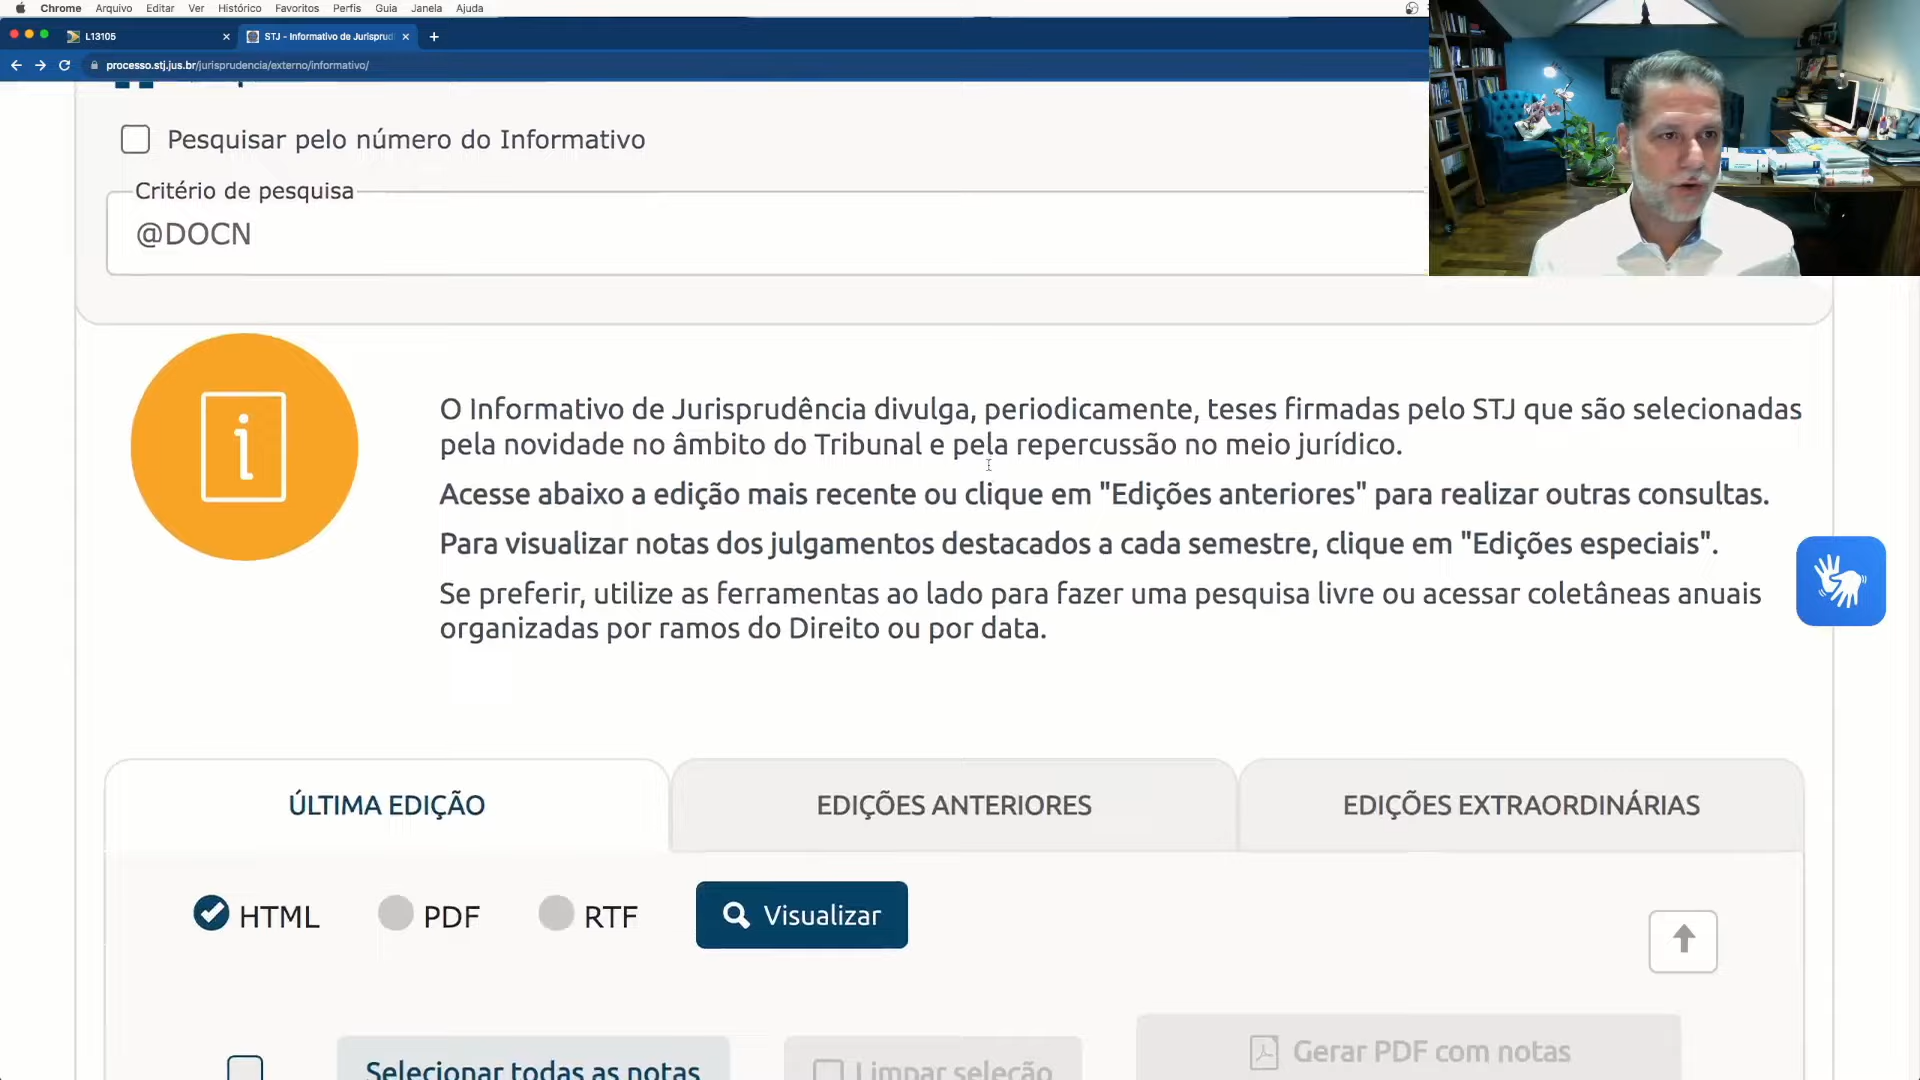 Chrome Arquivo Editar Ver Histórico Favoritos Perfis Guia Janela Ajuda
L13105
STJ - Informativo de Jurisprud
processo.stj.jus.br/jurisprudencia/externo/informativo/
Pesquisar pelo número do Informativo
Critério de pesquisa
@DOCN
O Informativo de Jurisprudência divulga, periodicamente, teses firmadas pelo STJ que são selecionadas
pela novidade no âmbito do Tribunal e pela repercussão no meio jurídico.
Acesse abaixo a edição mais recente ou clique em "Edições anteriores" para realizar outras consultas.
Para visualizar notas dos julgamentos destacados a cada semestre, clique em "Edições especiais".
Se preferir, utilize as ferramentas ao lado para fazer uma pesquisa livre ou acessar coletâneas anuais
organizadas por ramos do Direito ou por data.
ÚLTIMA EDIÇÃO
EDIÇÕES ANTERIORES
EDIÇÕES EXTRAORDINÁRIAS
HTML PDF RTF Visualizar
Gerar PDF com notas
Selecionar todas as notas
Limpar seleção